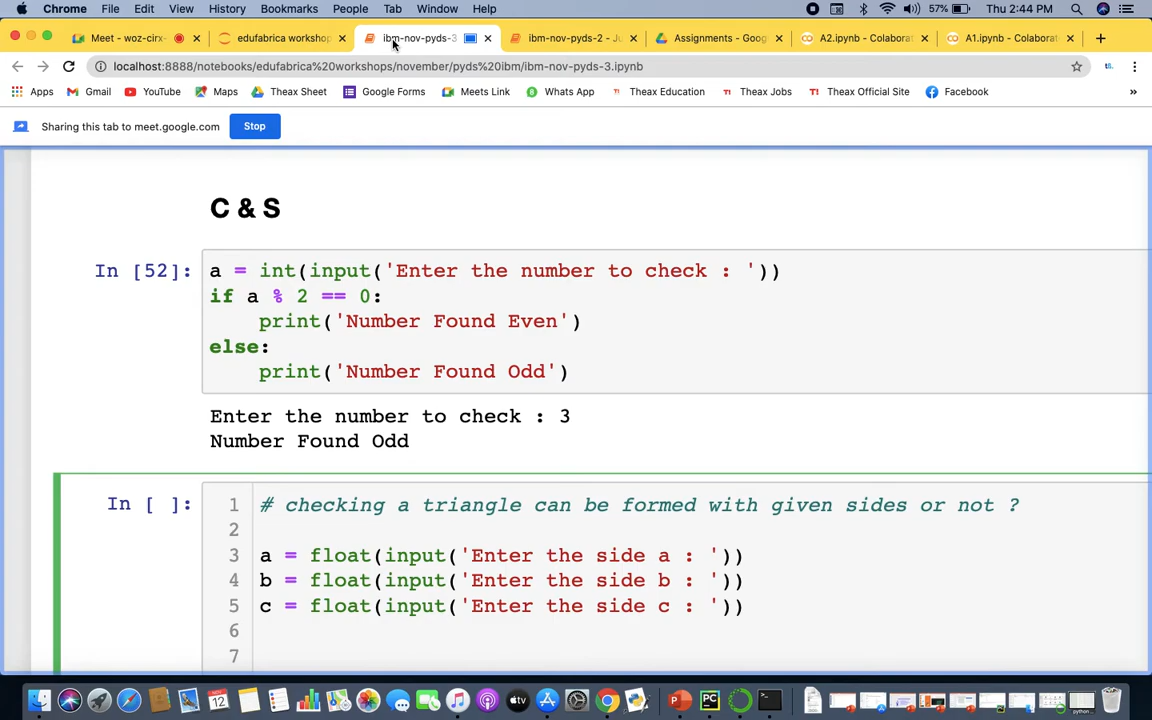 Chrome File Edit View History Bookmarks People Tab Window Help 57% Thu 2:44 PM
Meet - woz-cirx- edufabrica workshop ibm-nov-pyds-3 ibm-nov-pyds-2 - Ju Assignments - Goog A2.ipynb - Colaborat A1.ipynb - Colaborat
localhost:8888/notebooks/edufabrica%20workshops/november/pyds%20ibm/ibm-nov-pyds-3.ipynb
Apps Gmail YouTube Maps Theax Sheet Google Forms Meets Link Whats App Theax Education Theax Jobs Theax Official Site Facebook »
Sharing this tab to meet.google.com Stop
C & S
In [52]: a = int(input('Enter the number to check : '))
if a % 2 == 0:
print('Number Found Even')
else:
print('Number Found Odd')
Enter the number to check : 3
Number Found Odd
In [ ]: 1 # checking a triangle can be formed with given sides or not ?
2
3 a = float(input('Enter the side a : '))
4 b = float(input('Enter the side b : '))
5 c = float(input('Enter the side c : '))
6
7